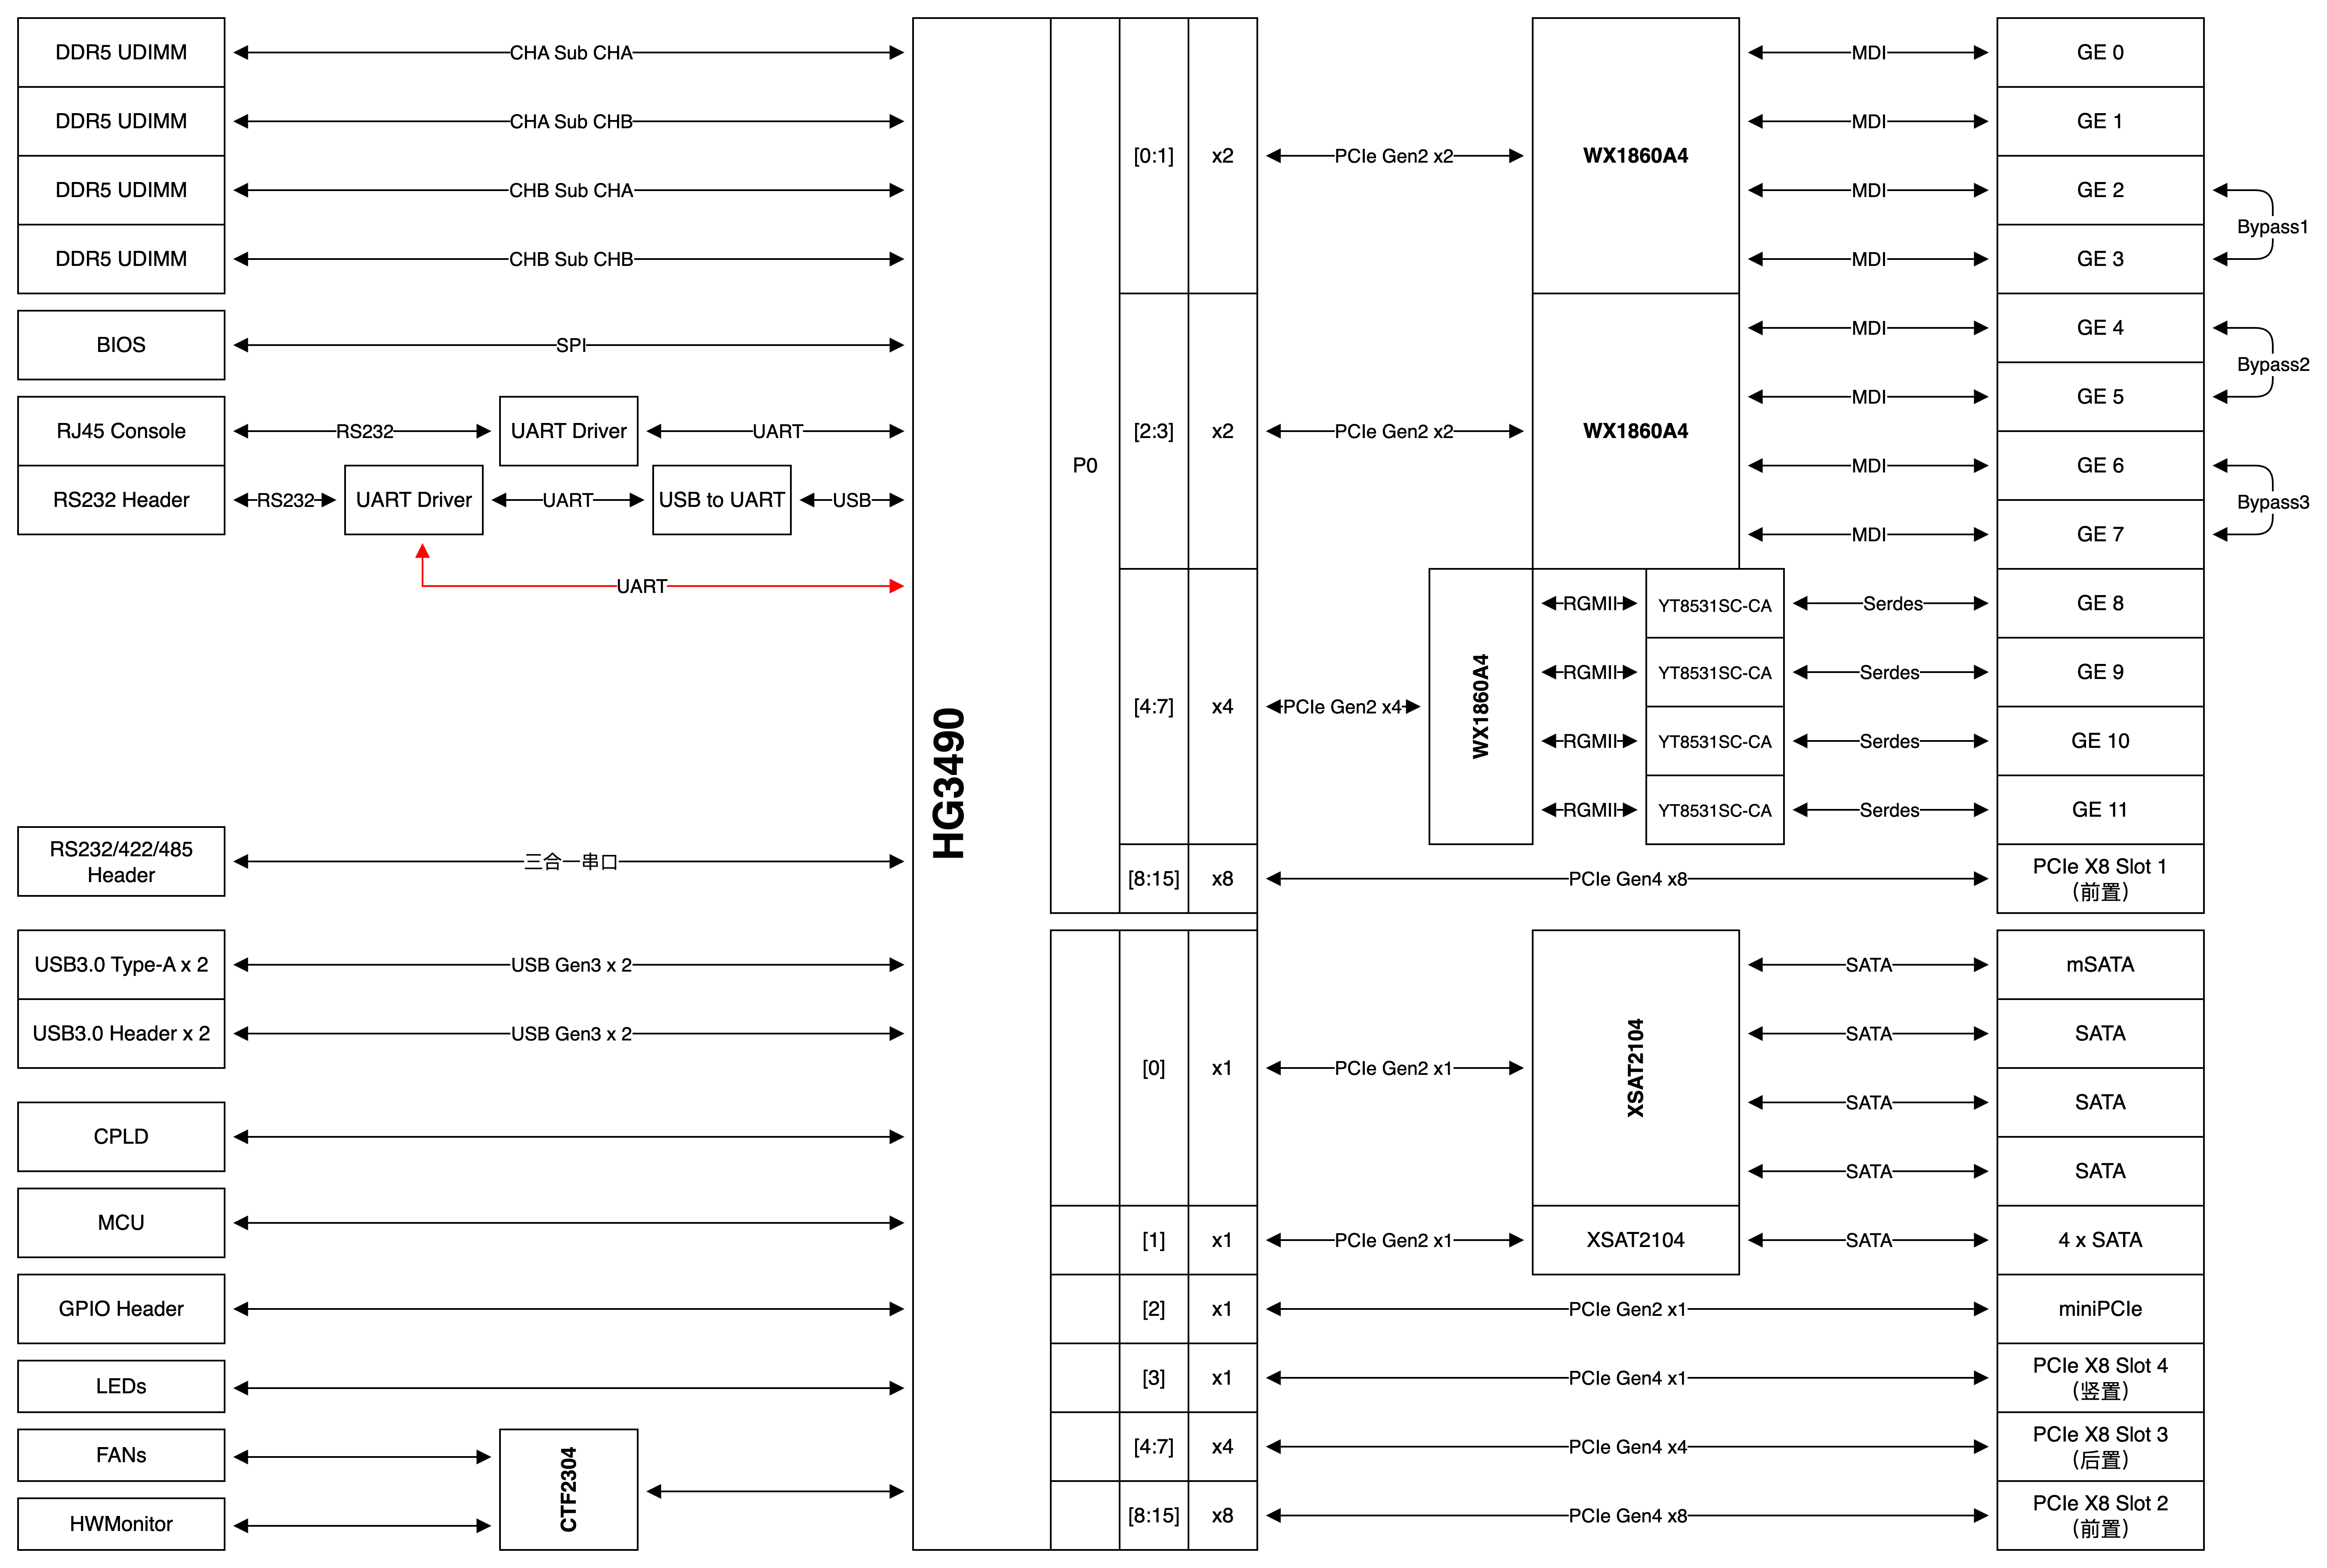 DDR5 UDIMM
CHA Sub CHA
DDR5 UDIMM
CHA Sub CHB
DDR5 UDIMM
CHB Sub CHA
DDR5 UDIMM
CHB Sub CHB
BIOS
SPI
RJ45 Console
RS232
UART Driver
UART
RS232 Header
RS232
UART Driver
UART
USB to UART
USB
UART
RS232/422/485
Header
三合一串口
USB3.0 Type-A x 2
USB Gen3 x 2
USB3.0 Header x 2
USB Gen3 x 2
CPLD
MCU
GPIO Header
LEDs
FANs
HWMonitor
CTF2304
HG3490
P0
[0:1]
x2
PCIe Gen2 x2
WX1860A4
MDI
GE 0
MDI
GE 1
MDI
GE 2
MDI
GE 3
Bypass1
[2:3]
x2
PCIe Gen2 x2
WX1860A4
MDI
GE 4
MDI
GE 5
Bypass2
MDI
GE 6
MDI
GE 7
Bypass3
[4:7]
x4
PCIe Gen2 x4
WX1860A4
RGMII
YT8531SC-CA
Serdes
GE 8
RGMII
YT8531SC-CA
Serdes
GE 9
RGMII
YT8531SC-CA
Serdes
GE 10
RGMII
YT8531SC-CA
Serdes
GE 11
[8:15]
x8
PCIe Gen4 x8
PCIe X8 Slot 1
（前置）
[0]
x1
PCIe Gen2 x1
XSAT2104
SATA
mSATA
SATA
SATA
SATA
SATA
SATA
SATA
[1]
x1
PCIe Gen2 x1
XSAT2104
SATA
4 x SATA
[2]
x1
PCIe Gen2 x1
miniPCIe
[3]
x1
PCIe Gen4 x1
PCIe X8 Slot 4
（竖置）
[4:7]
x4
PCIe Gen4 x4
PCIe X8 Slot 3
（后置）
[8:15]
x8
PCIe Gen4 x8
PCIe X8 Slot 2
（前置）